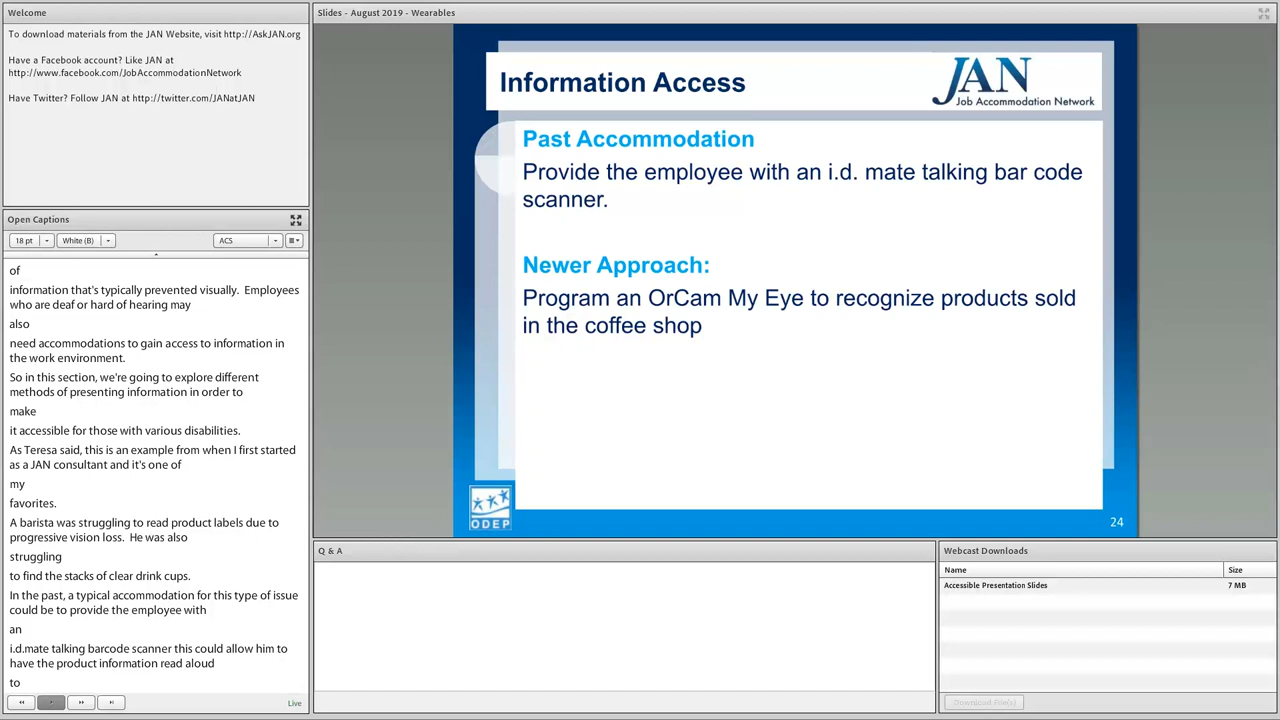 Welcome
To download materials from the JAN Website, visit http://AskJAN.org
Have a Facebook account? Like JAN at
http://www.facebook.com/JobAccommodationNetwork
Have Twitter? Follow JAN at http://twitter.com/JANatJAN
Open Captions
18 pt
White (B)
ACS
of
information that's typically prevented visually. Employees
who are deaf or hard of hearing may
also
need accommodations to gain access to information in
the work environment.
So in this section, we're going to explore different
methods of presenting information in order to
make
it accessible for those with various disabilities.
As Teresa said, this is an example from when I first started
as a JAN consultant and it's one of
my
favorites.
A barista was struggling to read product labels due to
progressive vision loss. He was also
struggling
to find the stacks of clear drink cups.
In the past, a typical accommodation for this type of issue
could be to provide the employee with
an
i.d.mate talking barcode scanner this could allow him to
have the product information read aloud
to
Live
Slides - August 2019 - Wearables
Information Access
JAN
Job Accommodation Network
Past Accommodation
Provide the employee with an i.d. mate talking bar code
scanner.
Newer Approach:
Program an OrCam My Eye to recognize products sold
in the coffee shop
ODEP
24
Q & A
Webcast Downloads
Name
Size
Accessible Presentation Slides
7 MB
Download File(s)